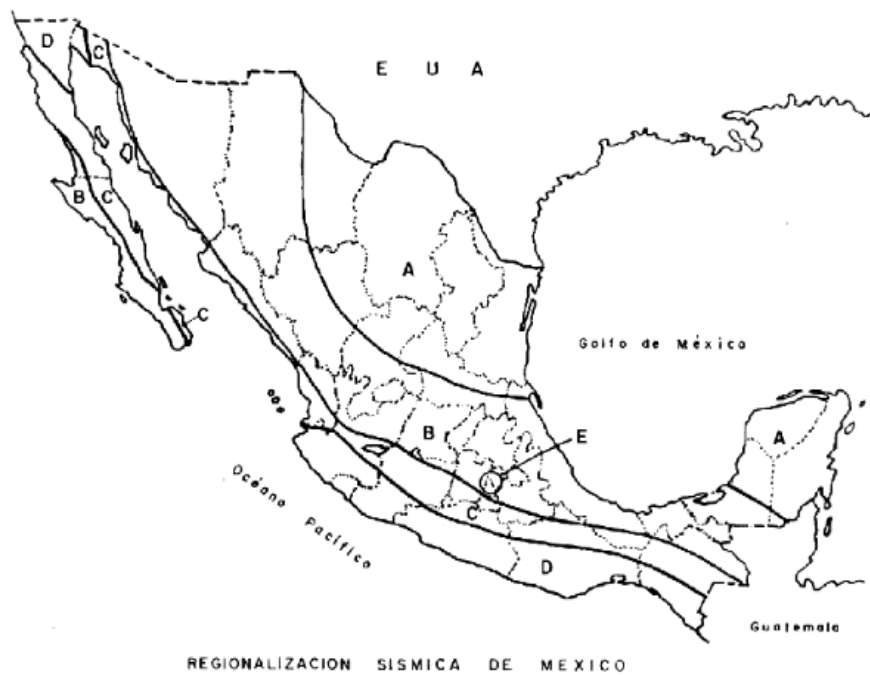 D
C
E U A
B
C
A
C
Golfo de México
B
E
A
Océano Pacífico
C
D
Guatemala
REGIONALIZACION SISMICA DE MEXICO